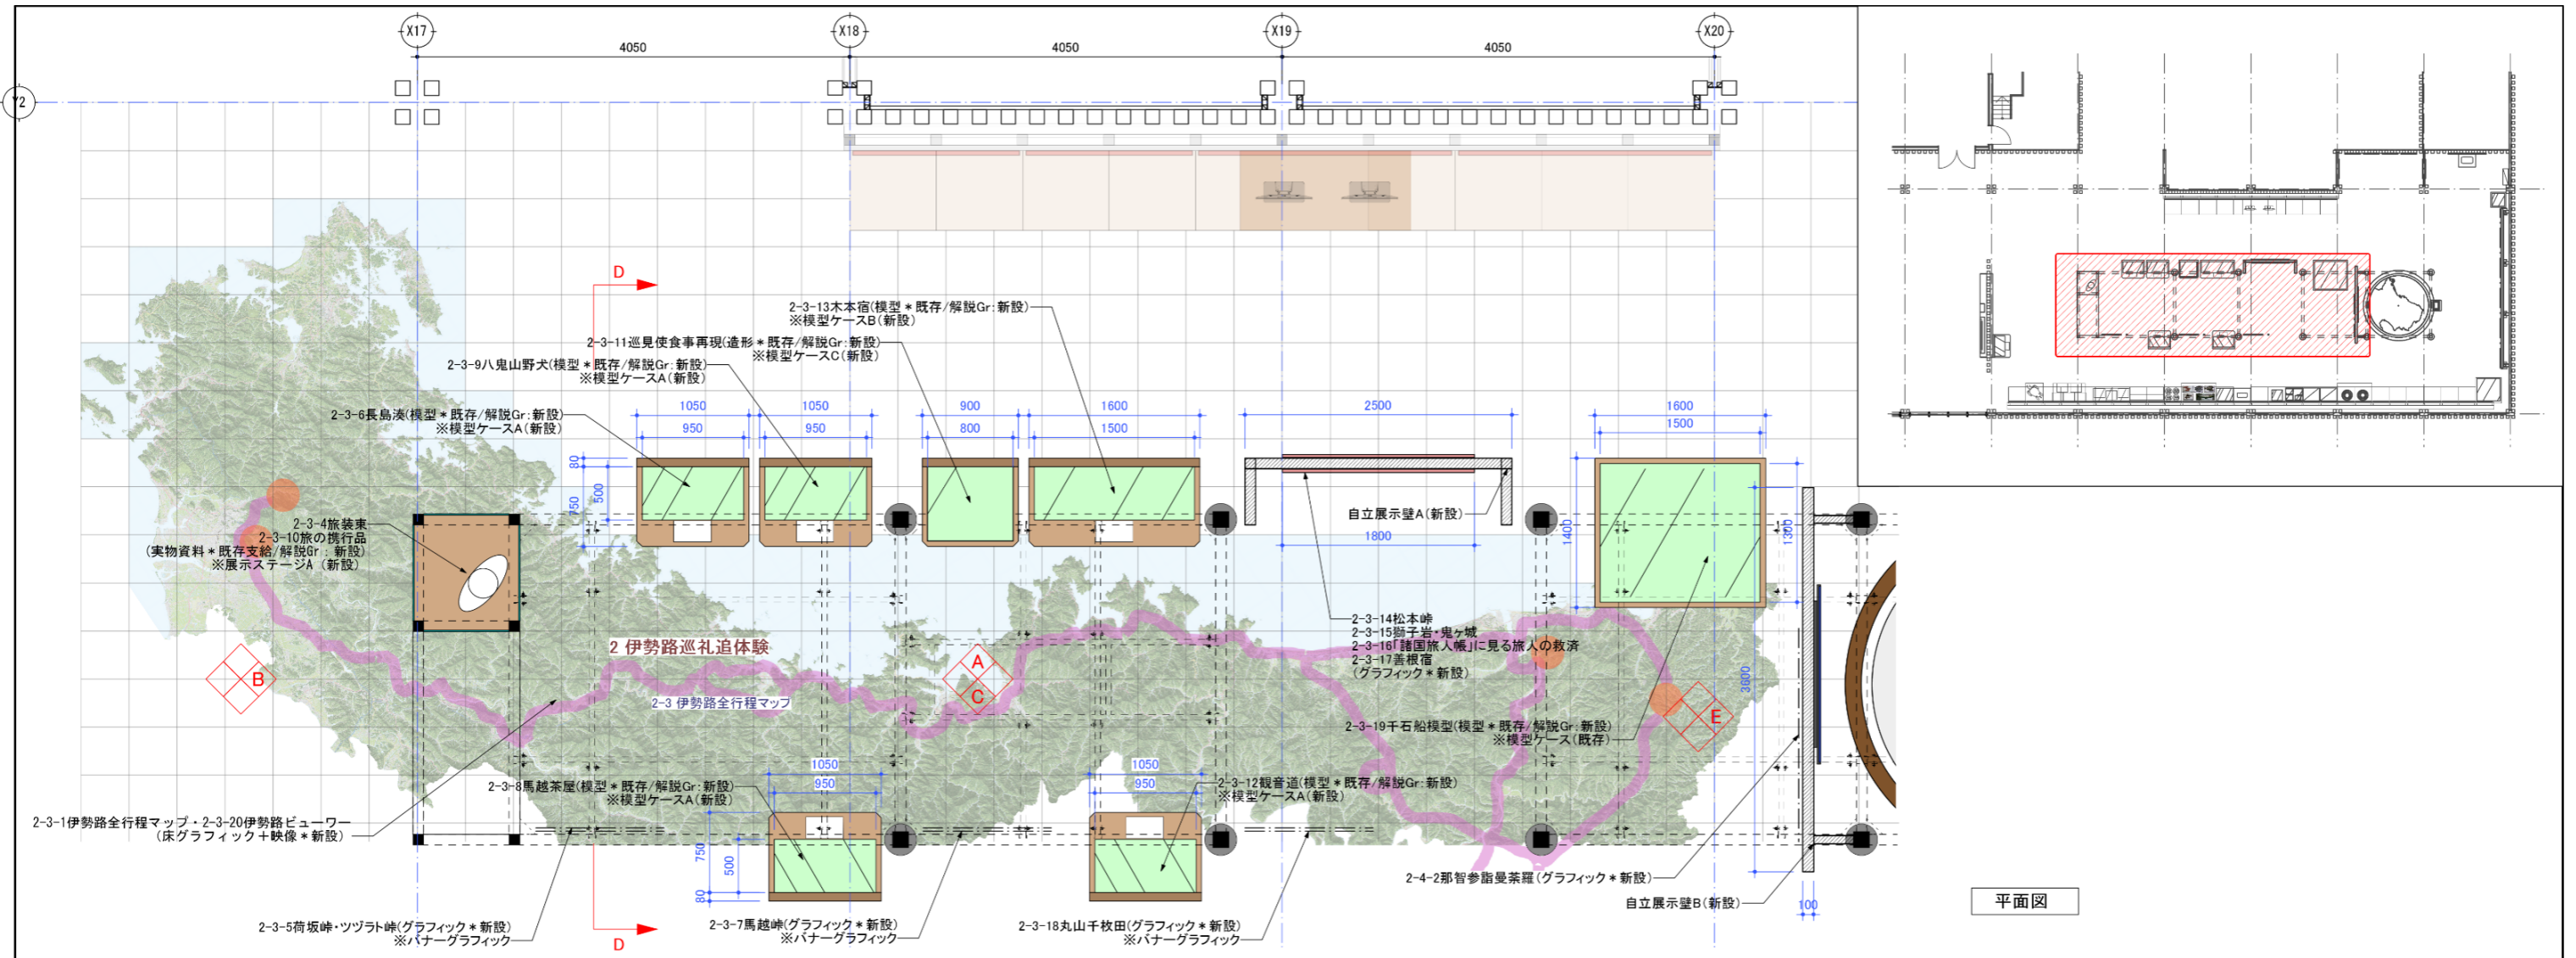 X17
X18
X19
X20
4050
4050
4050
Y2
D
2-3-13木本宿(模型＊既存/解説Gr:新設)
※模型ケースB(新設)
2-3-11巡見使食事再現(造形＊既存/解説Gr:新設)
※模型ケースC(新設)
2-3-9八鬼山野犬(模型＊既存/解説Gr:新設)
※模型ケースA(新設)
2-3-6長島湊(模型＊既存/解説Gr:新設)
※模型ケースA(新設)
1050
1050
900
1600
2500
1600
950
950
800
1500
1500
80
500
750
2-3-4旅装束
2-3-10旅の携行品
(実物資料＊既存支給/解説Gr：新設)
※展示ステージA（新設)
自立展示壁A(新設)
1800
1400
1300
2-3-14松本峠
2-3-15獅子岩・鬼ヶ城
2-3-16「諸国旅人帳」に見る旅人の救済
2-3-17善根宿
(グラフィック＊新設)
2 伊勢路巡礼追体験
2-3 伊勢路全行程マップ
A
C
B
E
3600
2-3-19千石船模型(模型＊既存/解説Gr:新設)
※模型ケース(既存)
1050
950
1050
950
2-3-8馬越茶屋(模型＊既存/解説Gr:新設)
※模型ケースA(新設)
2-3-12観音道(模型＊既存/解説Gr:新設)
※模型ケースA(新設)
2-3-1伊勢路全行程マップ・2-3-20伊勢路ビューワー
(床グラフィック＋映像＊新設)
750
500
80
2-4-2那智参詣曼荼羅(グラフィック＊新設)
自立展示壁B(新設)
100
2-3-5荷坂峠・ツヅラト峠(グラフィック＊新設)
※バナーグラフィック
2-3-7馬越峠(グラフィック＊新設)
※バナーグラフィック
2-3-18丸山千枚田(グラフィック＊新設)
※バナーグラフィック
D
平面図